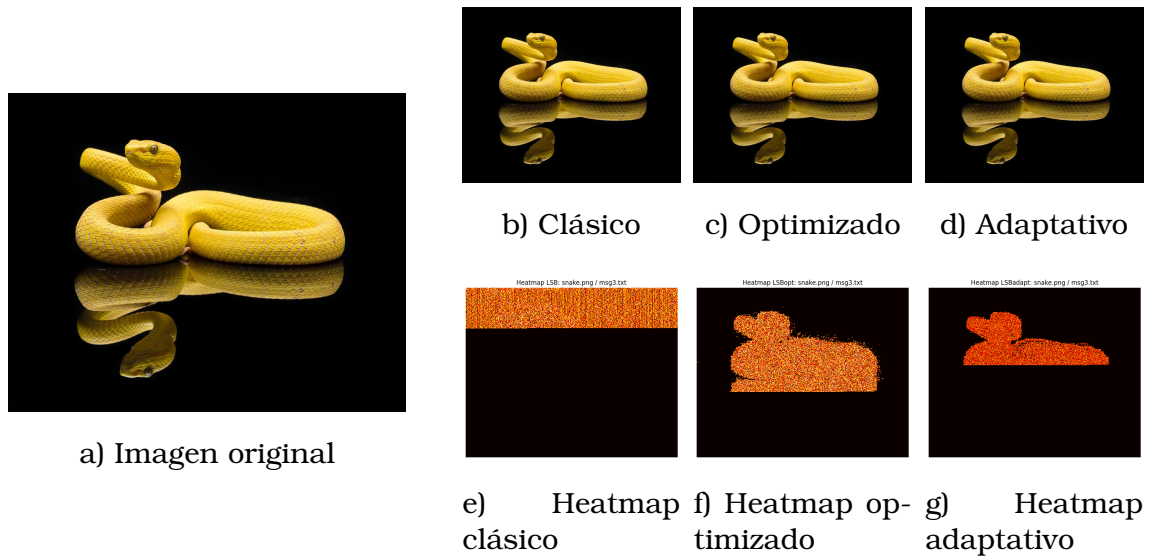 a) Imagen original
b) Clásico
c) Optimizado
d) Adaptativo
Heatmap LSB: snake.png / msg3.txt
Heatmap LSBopt: snake.png / msg3.txt
Heatmap LSBadapt: snake.png / msg3.txt
e) Heatmap
clásico
f) Heatmap op-
timizado
g) Heatmap
adaptativo